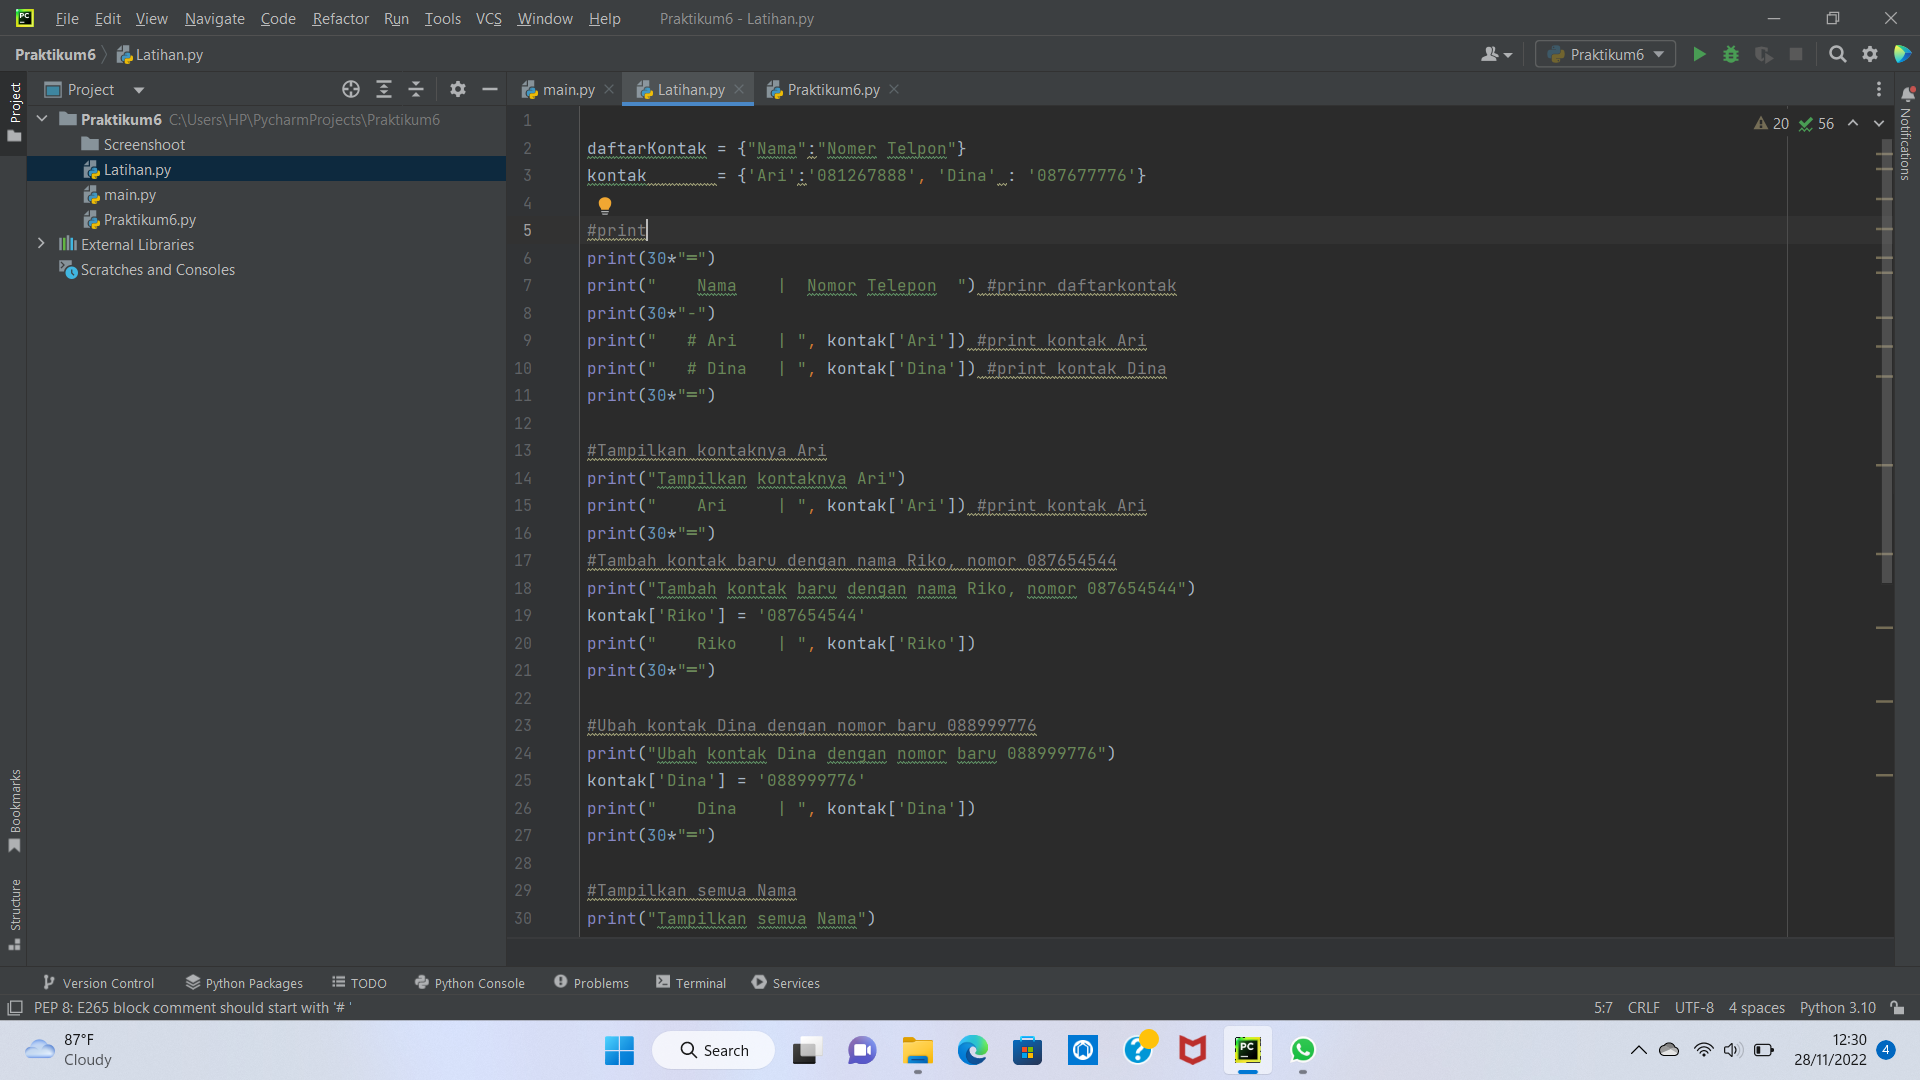 File Edit View Navigate Code Refactor Run Tools VCS Window Help Praktikum6 - Latihan.py
Praktikum6 Latihan.py Praktikum6
Project
Project
main.py Latihan.py Praktikum6.py
Notifications
Praktikum6 C:\Users\HP\PycharmProjects\Praktikum6
Screenshoot
Latihan.py
main.py
Praktikum6.py
External Libraries
Scratches and Consoles
20 56
1
2 daftarKontak = {"Nama":"Nomer Telpon"}
3 kontak       = {'Ari':'081267888', 'Dina' : '087677776'}
4
5 #print
6 print(30*"=")
7 print("    Nama    |  Nomor Telepon  ") #prinr daftarkontak
8 print(30*"-")
9 print("   # Ari    | ", kontak['Ari']) #print kontak Ari
10 print("   # Dina   | ", kontak['Dina']) #print kontak Dina
11 print(30*"=")
12
13 #Tampilkan kontaknya Ari
14 print("Tampilkan kontaknya Ari")
15 print("    Ari     | ", kontak['Ari']) #print kontak Ari
16 print(30*"=")
17 #Tambah kontak baru dengan nama Riko, nomor 087654544
18 print("Tambah kontak baru dengan nama Riko, nomor 087654544")
19 kontak['Riko'] = '087654544'
20 print("    Riko    | ", kontak['Riko'])
21 print(30*"=")
22
23 #Ubah kontak Dina dengan nomor baru 088999776
24 print("Ubah kontak Dina dengan nomor baru 088999776")
25 kontak['Dina'] = '088999776'
26 print("    Dina    | ", kontak['Dina'])
27 print(30*"=")
28
29 #Tampilkan semua Nama
30 print("Tampilkan semua Nama")
Bookmarks
Structure
Version Control Python Packages TODO Python Console Problems Terminal Services
PEP 8: E265 block comment should start with '# ' 5:7 CRLF UTF-8 4 spaces Python 3.10
87°F
Cloudy
Search
PC
12:30
28/11/2022
4